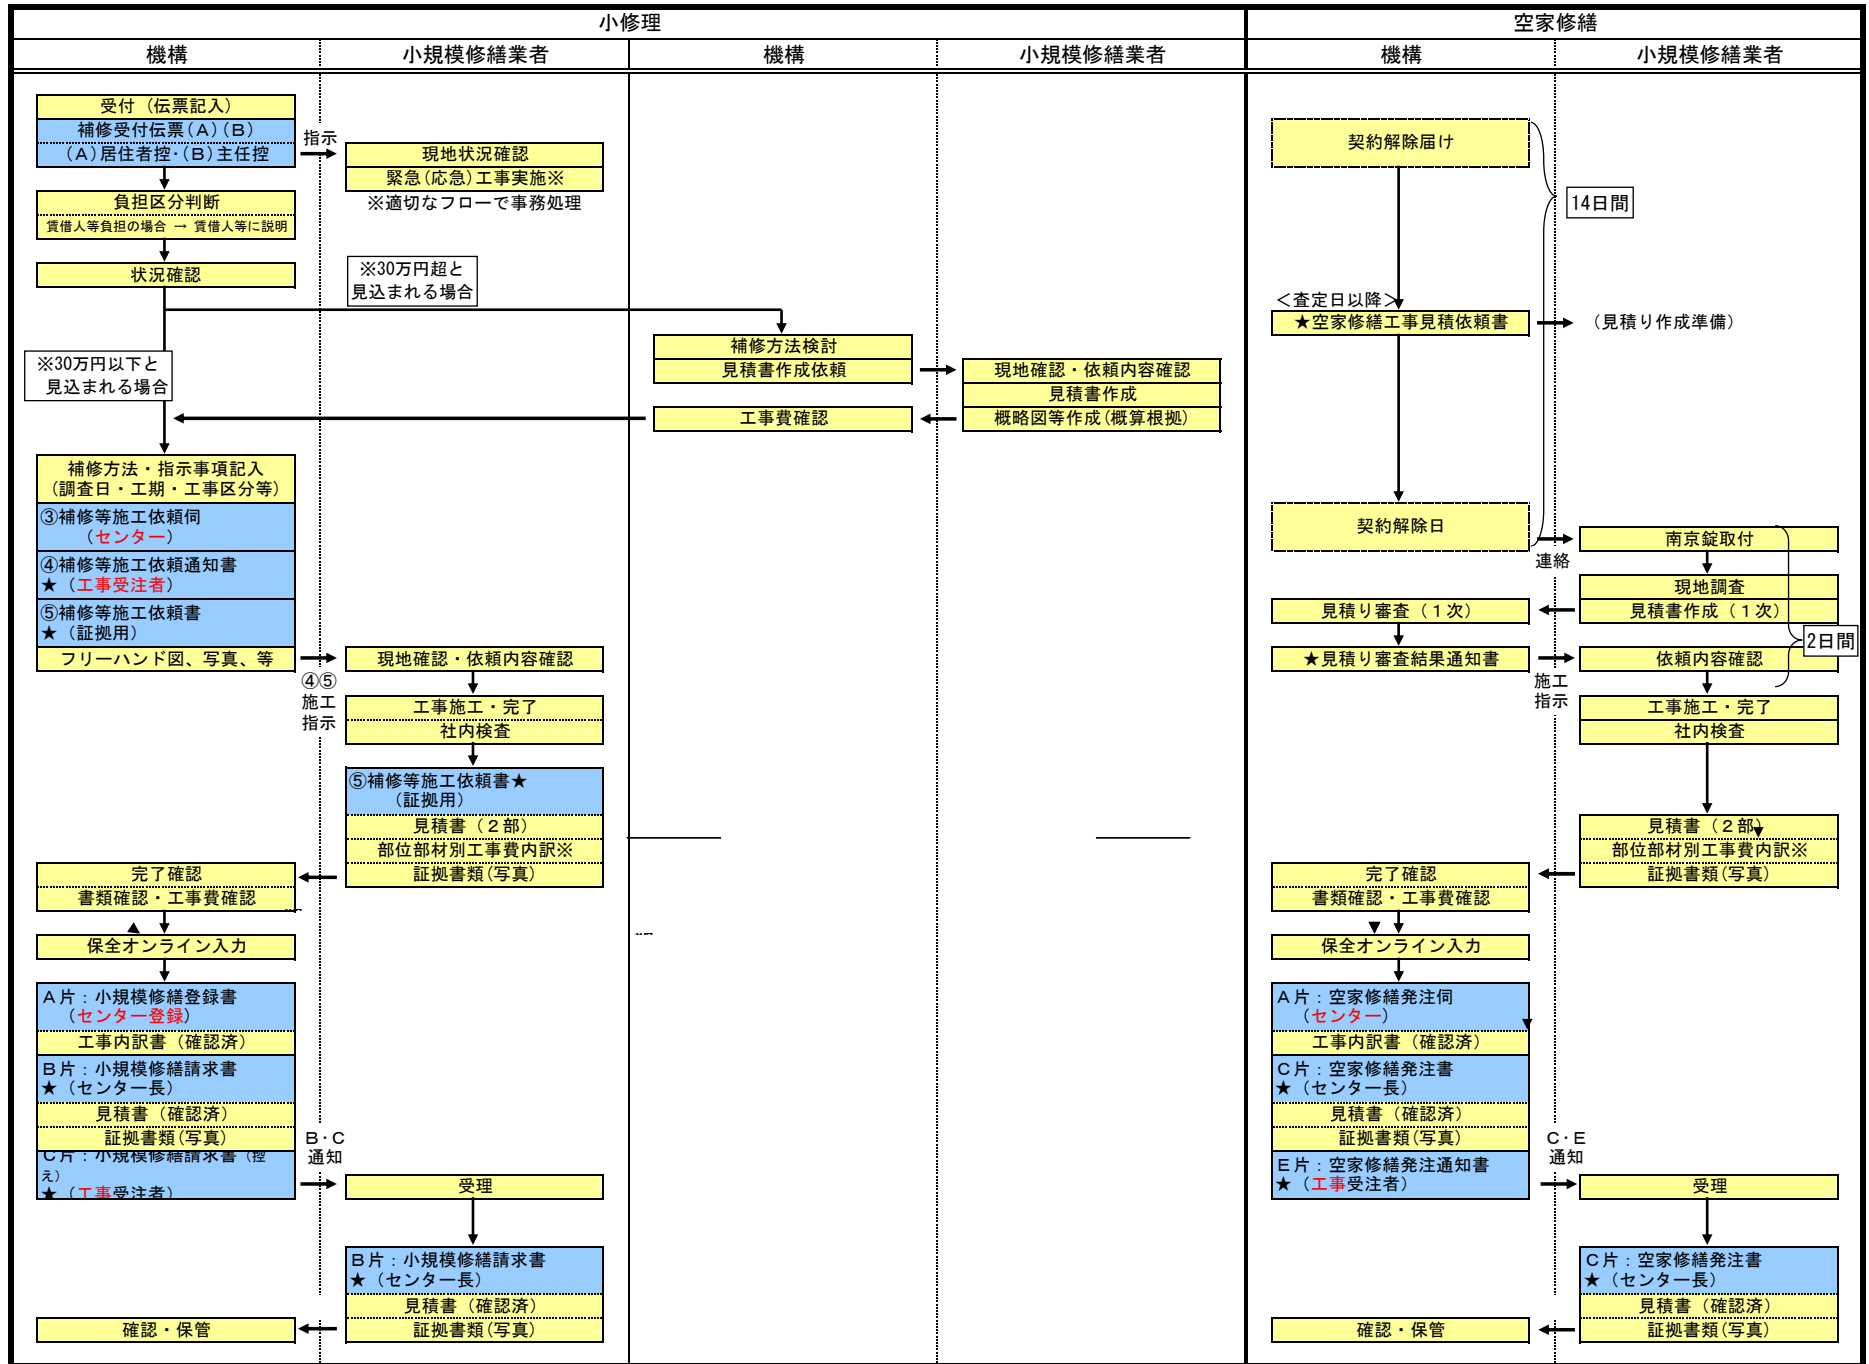 小修理
空家修繕
機構
小規模修繕業者
機構
小規模修繕業者
機構
小規模修繕業者
受付（伝票記入）
補修受付伝票(Ａ)(Ｂ)
(Ａ)居住者控･(Ｂ)主任控
指示
現地状況確認
緊急(応急)工事実施※
※適切なフローで事務処理
負担区分判断
賃借人等負担の場合 → 賃借人等に説明
状況確認
※30万円超と
見込まれる場合
※30万円以下と
見込まれる場合
補修方法検討
見積書作成依頼
現地確認・依頼内容確認
見積書作成
概略図等作成(概算根拠)
工事費確認
補修方法・指示事項記入
(調査日・工期・工事区分等)
③補修等施工依頼伺
（センター）
④補修等施工依頼通知書
★（工事受注者）
⑤補修等施工依頼書
★（証拠用）
フリーハンド図、写真、等
④⑤
施工
指示
現地確認・依頼内容確認
工事施工・完了
社内検査
⑤補修等施工依頼書★
（証拠用）
見積書（２部）
部位部材別工事費内訳※
証拠書類(写真)
完了確認
書類確認・工事費確認
保全オンライン入力
Ａ片：小規模修繕登録書
（センター登録）
工事内訳書（確認済）
Ｂ片：小規模修繕請求書
★（センター長）
見積書（確認済）
証拠書類(写真)
Ｃ片：小規模修繕請求書（控
え）
★（工事受注者）
Ｂ･Ｃ
通知
受理
Ｂ片：小規模修繕請求書
★（センター長）
見積書（確認済）
証拠書類(写真)
確認・保管
契約解除届け
14日間
＜査定日以降＞
★空家修繕工事見積依頼書
（見積り作成準備）
契約解除日
連絡
南京錠取付
現地調査
見積書作成（１次）
見積り審査（１次）
2日間
★見積り審査結果通知書
施工
指示
依頼内容確認
工事施工・完了
社内検査
見積書（２部）
部位部材別工事費内訳※
証拠書類(写真)
完了確認
書類確認・工事費確認
保全オンライン入力
Ａ片：空家修繕発注伺
（センター）
工事内訳書（確認済）
Ｃ片：空家修繕発注書
★（センター長）
見積書（確認済）
証拠書類(写真)
Ｅ片：空家修繕発注通知書
★（工事受注者）
Ｃ･Ｅ
通知
受理
Ｃ片：空家修繕発注書
★（センター長）
見積書（確認済）
証拠書類(写真)
確認・保管